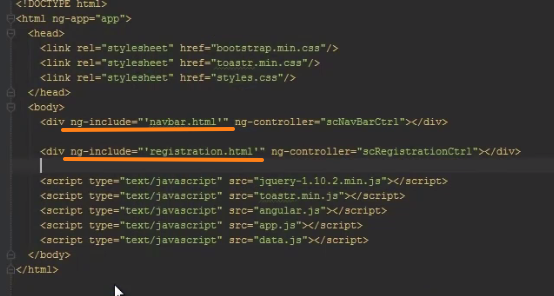 <!DOCTYPE html>
<html ng-app="app">
<head>
<link rel="stylesheet" href="bootstrap.min.css"/>
<link rel="stylesheet" href="toastr.min.css"/>
<link rel="stylesheet" href="styles.css"/>
</head>
<body>
<div ng-include="'navbar.html'" ng-controller="scNavBarCtrl"></div>
<div ng-include="'registration.html'" ng-controller="scRegistrationCtrl"></div>
<script type="text/javascript" src="jquery-1.10.2.min.js"></script>
<script type="text/javascript" src="toastr.min.js"></script>
<script type="text/javascript" src="angular.js"></script>
<script type="text/javascript" src="app.js"></script>
<script type="text/javascript" src="data.js"></script>
</body>
</html>